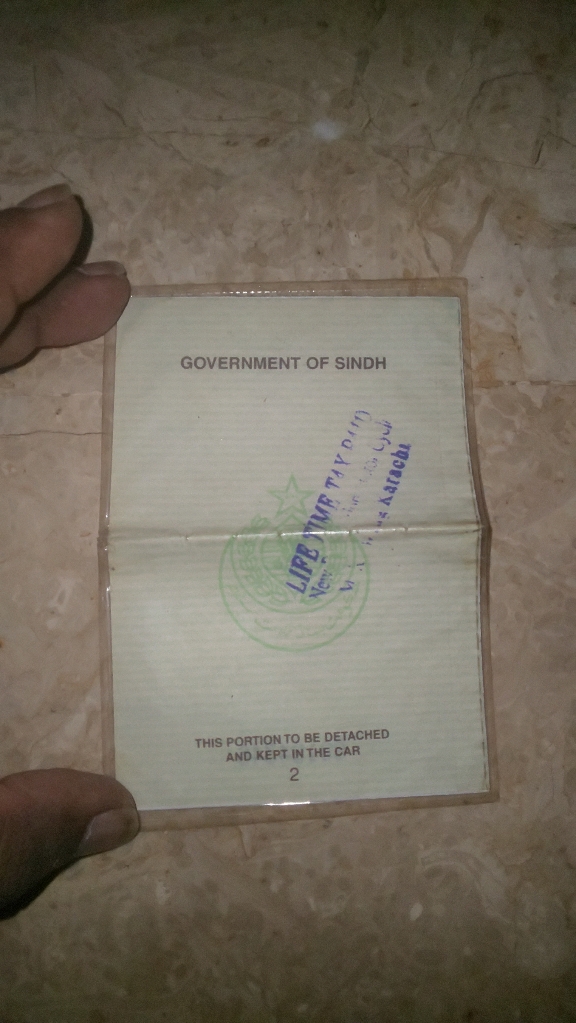 GOVERNMENT OF SINDH
LIFE TIME TAX PAID
New
Karachi
THIS PORTION TO BE DETACHED
AND KEPT IN THE CAR
2